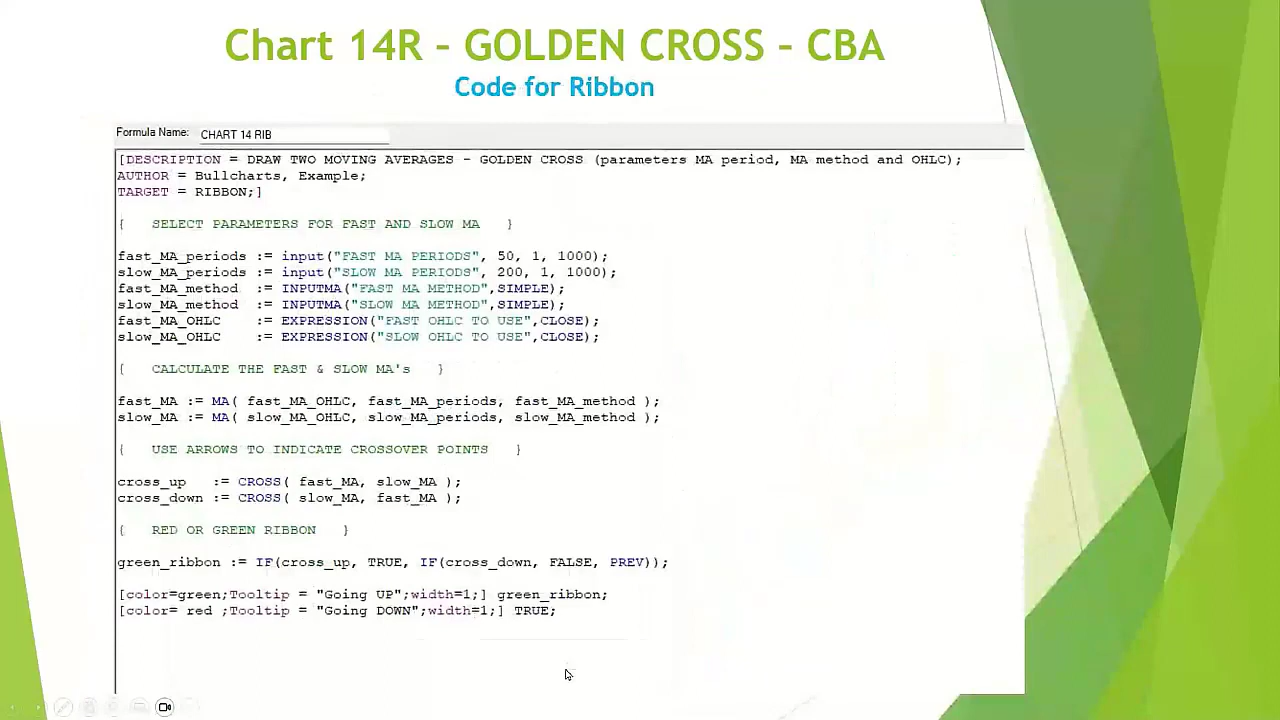 Chart 14R – GOLDEN CROSS – CBA
Code for Ribbon
Formula Name: CHART 14 RIB
[DESCRIPTION = DRAW TWO MOVING AVERAGES - GOLDEN CROSS (parameters MA period, MA method and OHLC);
AUTHOR = Bullcharts, Example;
TARGET = RIBBON;]
{ SELECT PARAMETERS FOR FAST AND SLOW MA }
fast_MA_periods := input("FAST MA PERIODS", 50, 1, 1000);
slow_MA_periods := input("SLOW MA PERIODS", 200, 1, 1000);
fast_MA_method := INPUTMA("FAST MA METHOD",SIMPLE);
slow_MA_method := INPUTMA("SLOW MA METHOD",SIMPLE);
fast_MA_OHLC := EXPRESSION("FAST OHLC TO USE",CLOSE);
slow_MA_OHLC := EXPRESSION("SLOW OHLC TO USE",CLOSE);
{ CALCULATE THE FAST & SLOW MA's }
fast_MA := MA( fast_MA_OHLC, fast_MA_periods, fast_MA_method );
slow_MA := MA( slow_MA_OHLC, slow_MA_periods, slow_MA_method );
{ USE ARROWS TO INDICATE CROSSOVER POINTS }
cross_up := CROSS( fast_MA, slow_MA );
cross_down := CROSS( slow_MA, fast_MA );
{ RED OR GREEN RIBBON }
green_ribbon := IF(cross_up, TRUE, IF(cross_down, FALSE, PREV));
[color=green;Tooltip = "Going UP";width=1;] green_ribbon;
[color= red ;Tooltip = "Going DOWN";width=1;] TRUE;